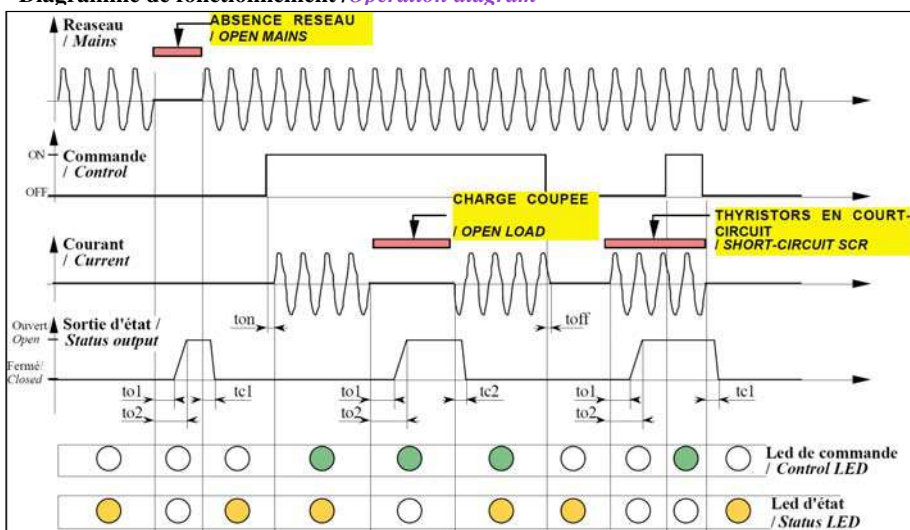 Diagramme de fonctionnement /Operation diagram
Reaseau
/ Mains
ABSENCE RESEAU
/ OPEN MAINS
ON
Commande
/ Control
OFF
CHARGE COUPEE
/ OPEN LOAD
THYRISTORS EN COURT-
CIRCUIT
/ SHORT-CIRCUIT SCR
Courant
/ Current
ton
toff
Ouvert
Open
Sortie d'état /
Status output
Fermé/
Closed
to1
tc1
to2
to1
tc2
to2
to1
tc1
to2
Led de commande
/ Control LED
Led d'état
/ Status LED